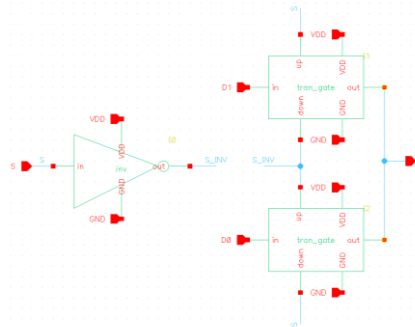 S
VDD
up
VDD
D1
in
tran_gate
out
down
GND
GND
VDD
S
S
in
VDD
inv
GND
out
S_INV
S_INV
GND
VDD
up
VDD
D0
in
tran_gate
out
down
GND
GND
S